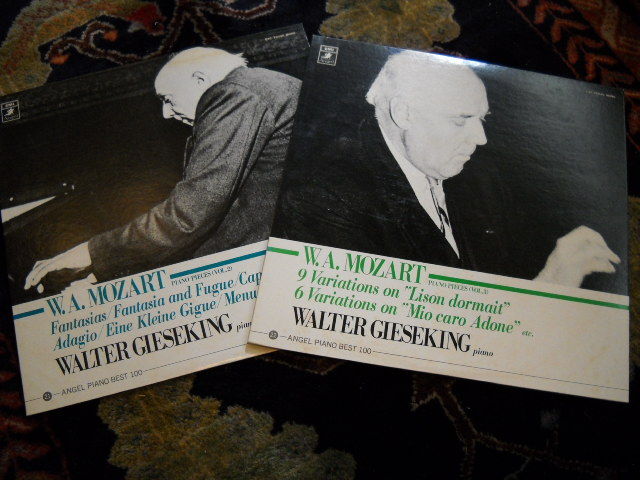 W. A. MOZART PIANO PIECES (VOL.2)
Fantasias/Fantasia and Fugue/Cap
Adagio/Eine Kleine Gigue/Menu
WALTER GIESEKING piano
ANGEL PIANO BEST 100
EMI
Angel
W. A. MOZART PIANO PIECES (VOL.3)
9 Variations on "Lison dormait"
6 Variations on "Mio caro Adone" etc.
WALTER GIESEKING piano
ANGEL PIANO BEST 100